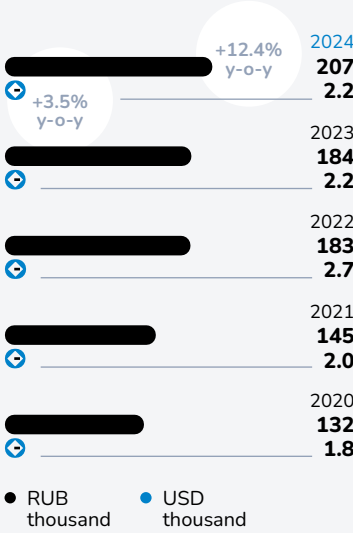 2024
+12.4%
y-o-y
207
+3.5%
y-o-y
2.2
2023
184
2.2
2022
183
2.7
2021
145
2.0
2020
132
1.8
RUB
thousand
USD
thousand